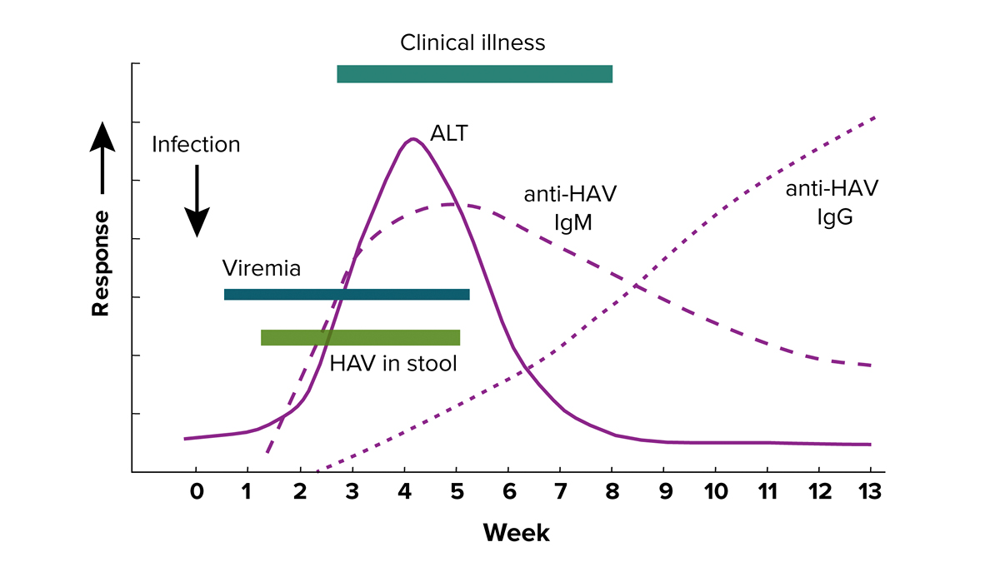 Clinical illness
ALT
Infection
anti-HAV
IgM
anti-HAV
IgG
Response
Viremia
HAV in stool
0 1 2 3 4 5 6 7 8 9 10 11 12 13
Week